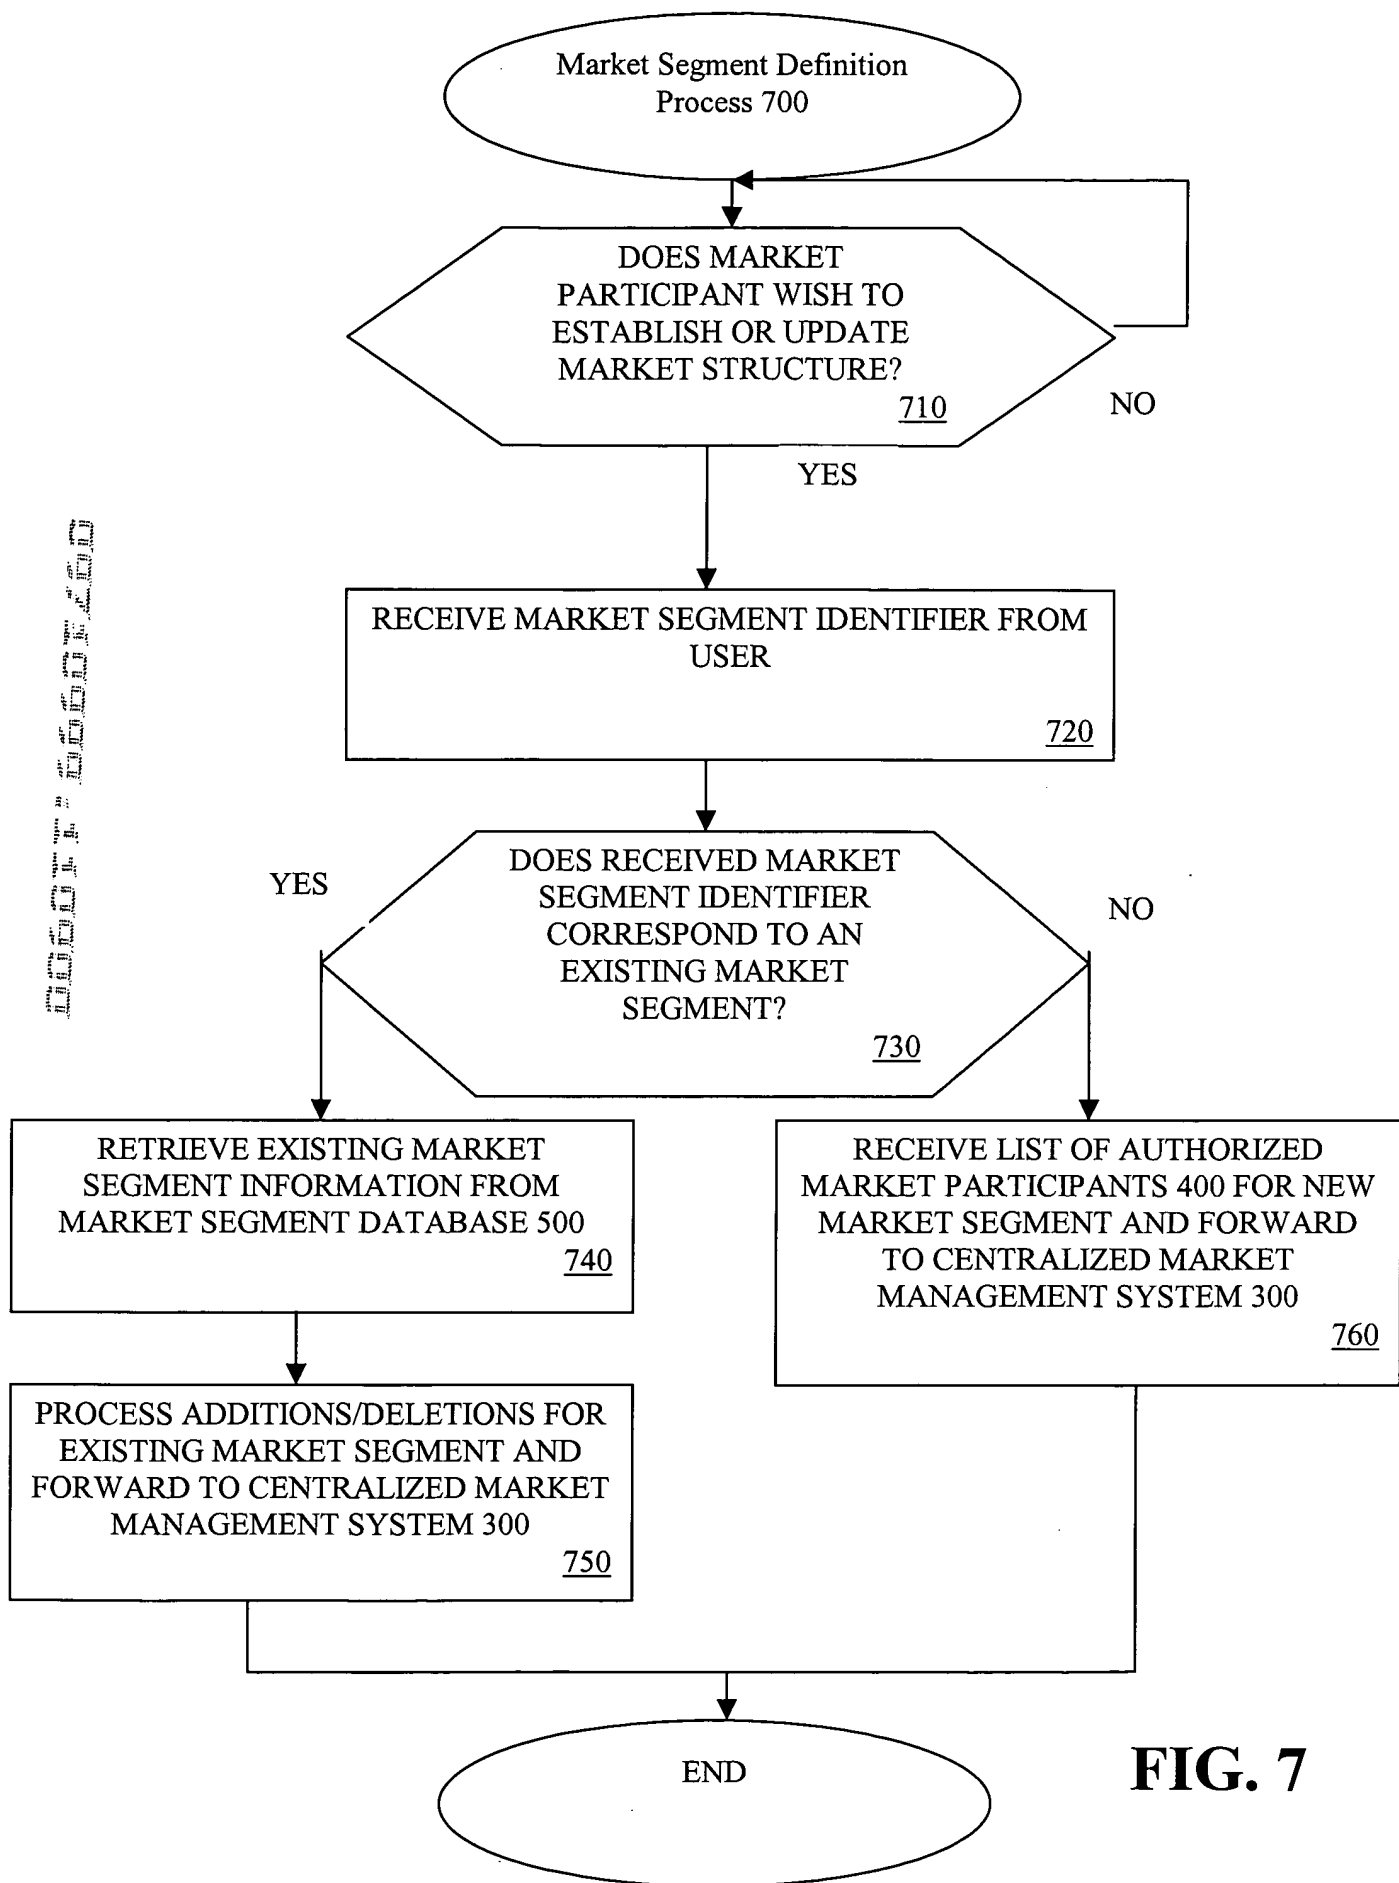 Market Segment Definition
Process 700
DOES MARKET
PARTICIPANT WISH TO
ESTABLISH OR UPDATE
MARKET STRUCTURE?
710
NO
YES
RECEIVE MARKET SEGMENT IDENTIFIER FROM
USER
720
DOES RECEIVED MARKET
SEGMENT IDENTIFIER
CORRESPOND TO AN
EXISTING MARKET
SEGMENT?
730
YES
NO
RETRIEVE EXISTING MARKET
SEGMENT INFORMATION FROM
MARKET SEGMENT DATABASE 500
740
RECEIVE LIST OF AUTHORIZED
MARKET PARTICIPANTS 400 FOR NEW
MARKET SEGMENT AND FORWARD
TO CENTRALIZED MARKET
MANAGEMENT SYSTEM 300
760
PROCESS ADDITIONS/DELETIONS FOR
EXISTING MARKET SEGMENT AND
FORWARD TO CENTRALIZED MARKET
MANAGEMENT SYSTEM 300
750
END
FIG. 7